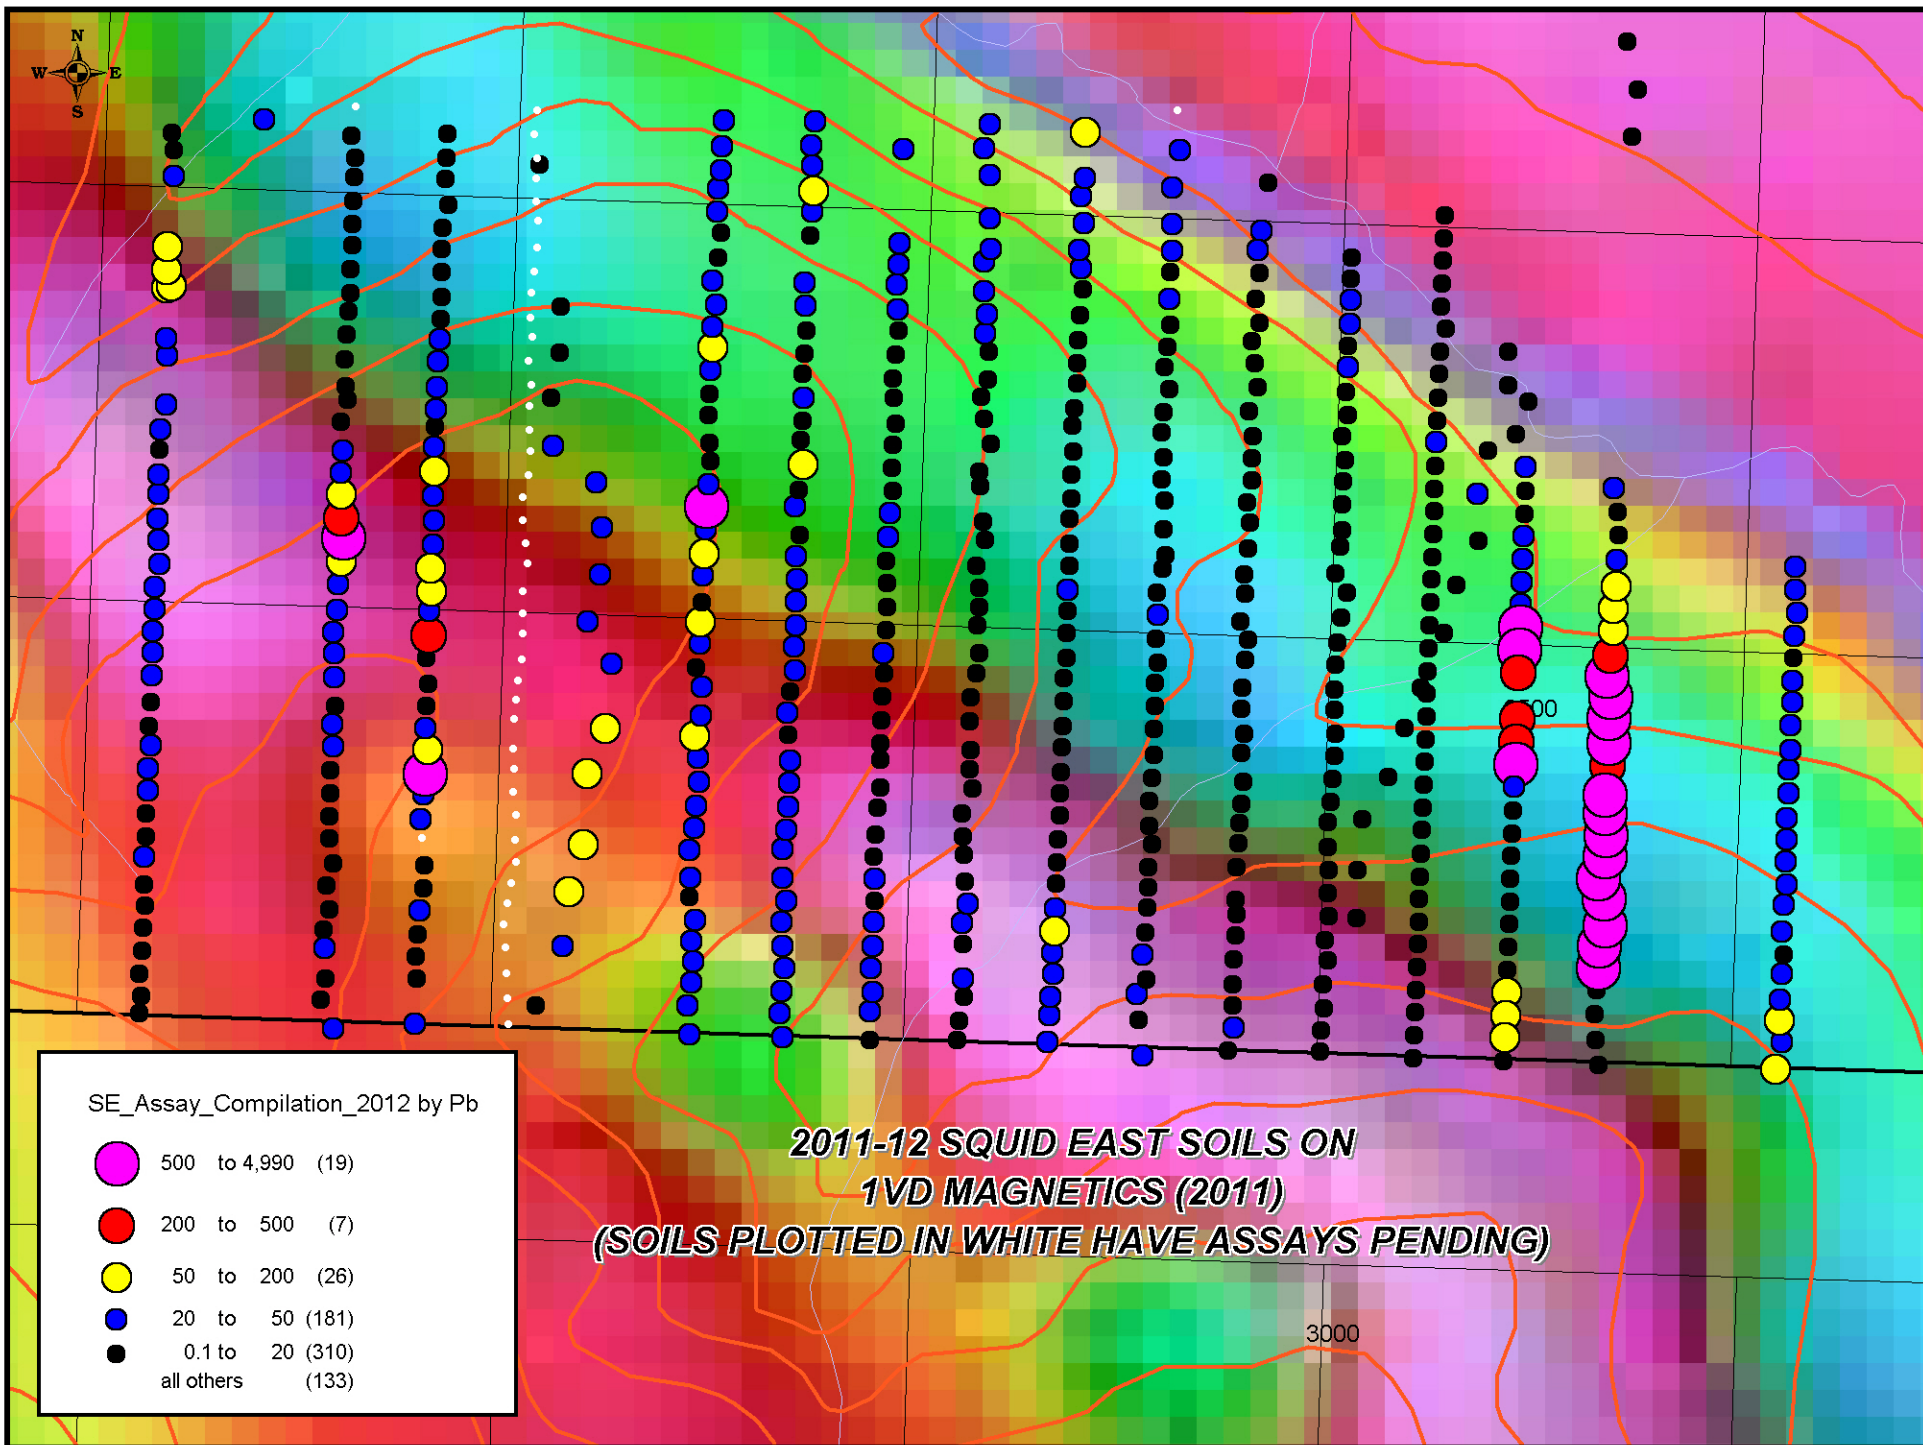 N
W E
S
700
SE_Assay_Compilation_2012 by Pb
500 to 4,990 (19)
200 to 500 (7)
50 to 200 (26)
20 to 50 (181)
0.1 to 20 (310)
all others (133)
2011-12 SQUID EAST SOILS ON
1VD MAGNETICS (2011)
(SOILS PLOTTED IN WHITE HAVE ASSAYS PENDING)
3000